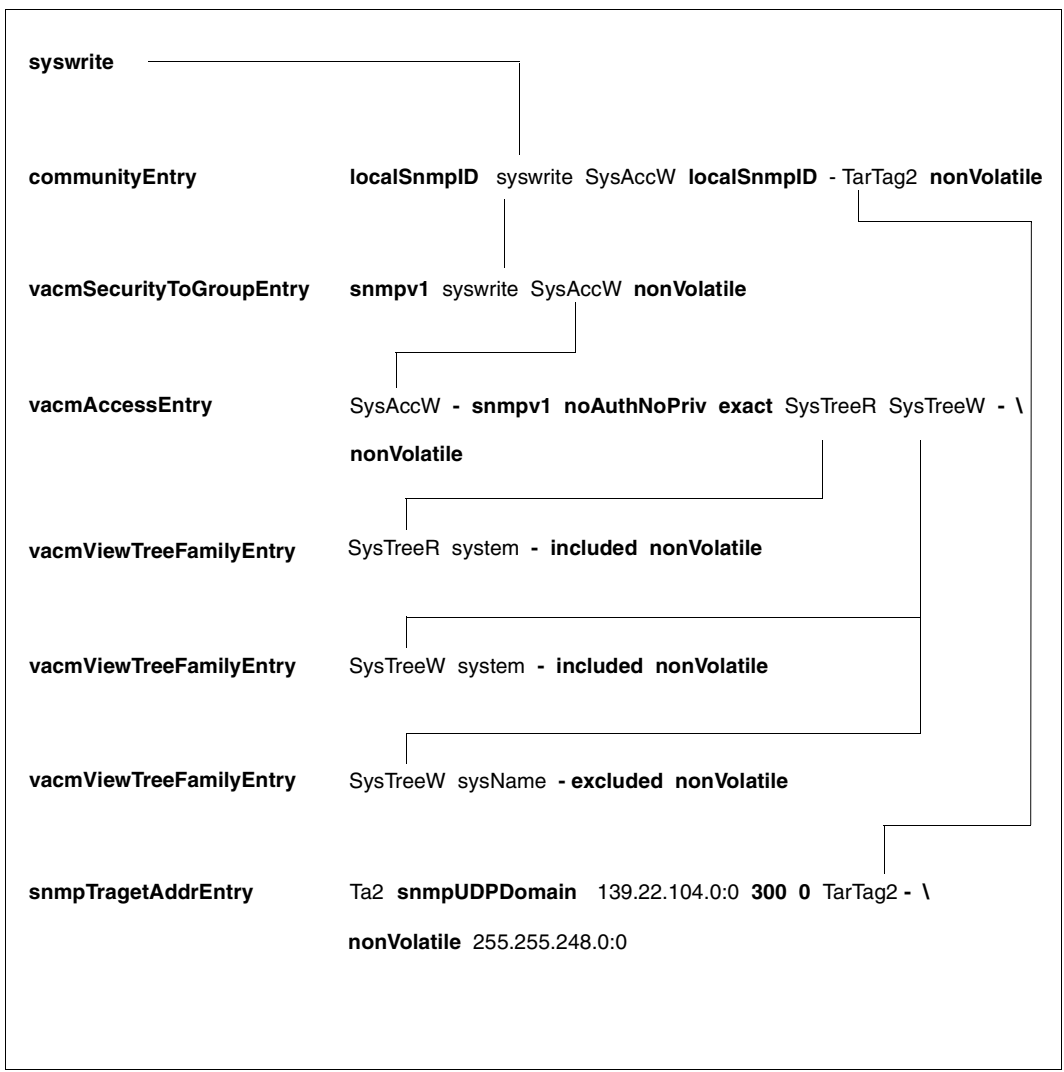 syswrite
communityEntry localSnmpID syswrite SysAccW localSnmpID - TarTag2 nonVolatile
vacmSecurityToGroupEntry snmpv1 syswrite SysAccW nonVolatile
vacmAccessEntry SysAccW - snmpv1 noAuthNoPriv exact SysTreeR SysTreeW - \
nonVolatile
vacmViewTreeFamilyEntry SysTreeR system - included nonVolatile
vacmViewTreeFamilyEntry SysTreeW system - included nonVolatile
vacmViewTreeFamilyEntry SysTreeW sysName - excluded nonVolatile
snmpTragetAddrEntry Ta2 snmpUDPDomain 139.22.104.0:0 300 0 TarTag2 - \
nonVolatile 255.255.248.0:0